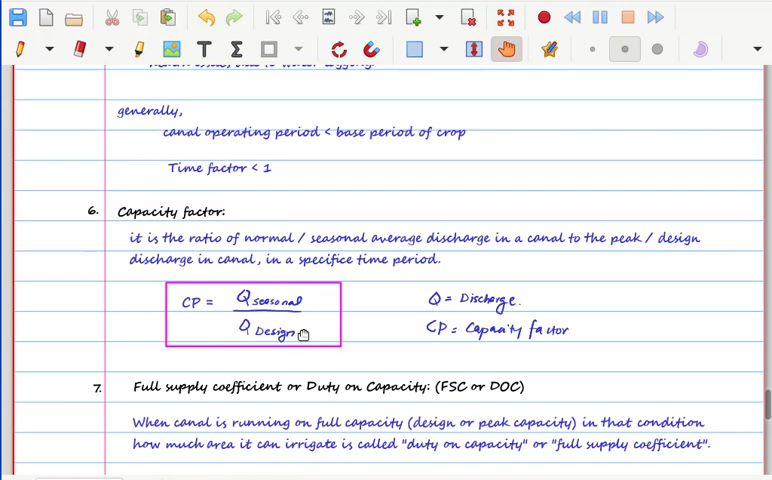 generally,
canal operating period < base period of crop
Time factor < 1
6. Capacity factor:
it is the ratio of normal / seasonal average discharge in a canal to the peak / design
discharge in canal, in a specifice time period.
CP = Q seasonal / Q Design
Q = Discharge.
CP = Capacity factor
7. Full supply coefficient or Duty on Capacity: (FSC or DOC)
When canal is running on full capacity (design or peak capacity) in that condition
how much area it can irrigate is called "duty on capacity" or "full supply coefficient".